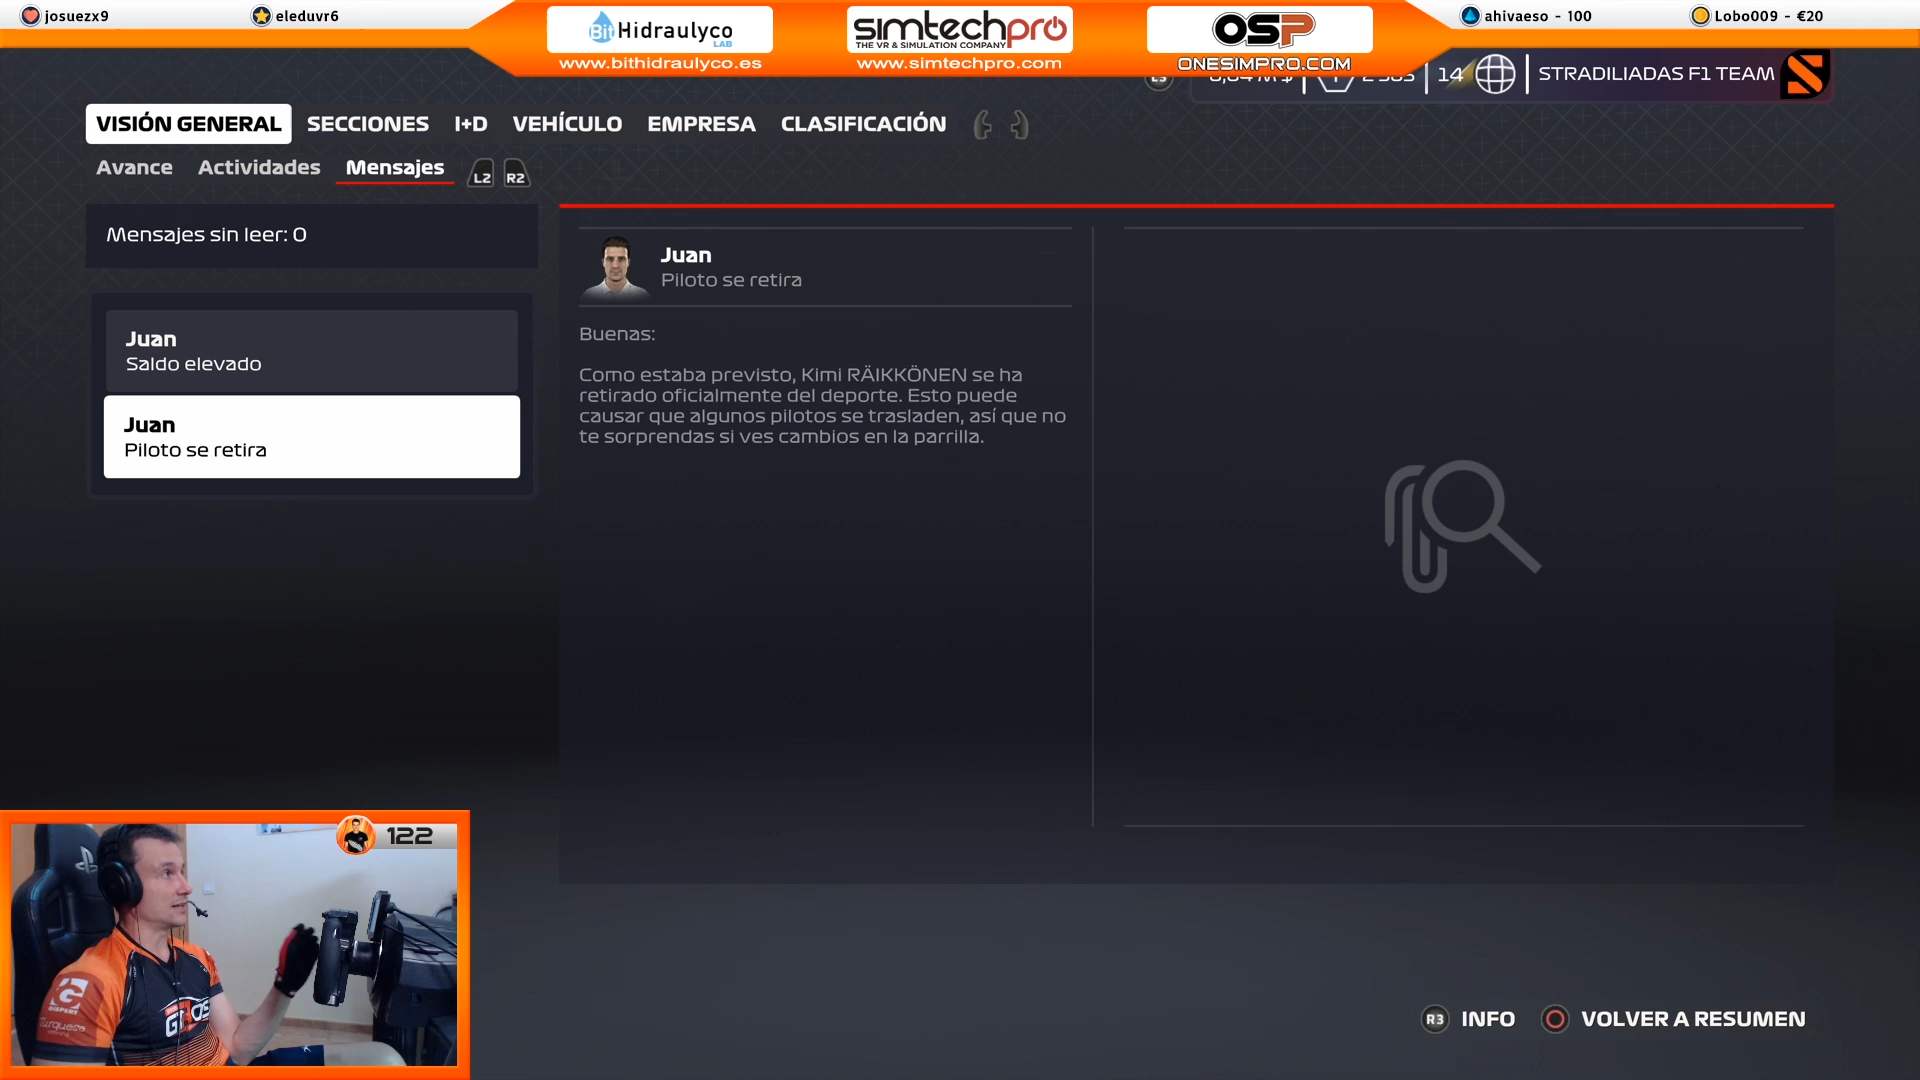 josuezx9
eleduvr6
BitHidraulyco
LAB
www.bithidraulyco.es
simtechpro
THE VR & SIMULATION COMPANY
www.simtechpro.com
OSP
ONESIMPRO.COM
ahivaeso - 100
Lobo009 - €20
14
STRADILIADAS F1 TEAM
VISIÓN GENERAL
SECCIONES
I+D
VEHÍCULO
EMPRESA
CLASIFICACIÓN
Avance
Actividades
Mensajes
L2
R2
Mensajes sin leer: 0
Juan
Saldo elevado
Juan
Piloto se retira
Juan
Piloto se retira
Buenas:
Como estaba previsto, Kimi RÄIKKÖNEN se ha
retirado oficialmente del deporte. Esto puede
causar que algunos pilotos se trasladen, así que no
te sorprendas si ves cambios en la parrilla.
122
R3
INFO
VOLVER A RESUMEN